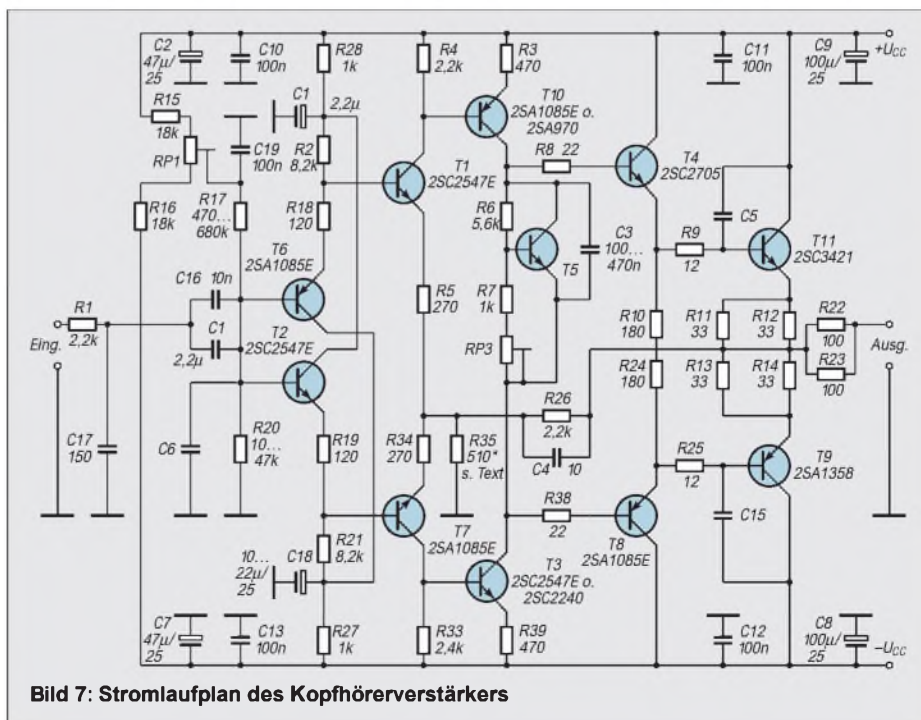 C2
47µ/
25
C10
100n
R28
1k
R4
2,2k
R3
470
C11
100n
C9
100µ/
25
+UCC
R15
18k
RP1
C19
100n
C1
2,2µ
R2
8,2k
T10
2SA1085E o.
2SA970
R8 22
T4
2SC2705
T1
2SC2547E
R16
18k
R17
470...
680k
R18
120
R6
5,6k
T5
C3
100...
470n
C5
R9
12
T11
2SC3421
T6
2SA1085E
C16 10n
R1
2,2k
Eing.
C1
2,2µ
T2
2SC2547E
R5
270
R7
1k
RP3
R10
180
R11
33
R12
33
R22
100
R24
180
R13
33
R14
33
R23
100
Ausg.
C17
150
C6
R20
10...
47k
R19
120
R34
270
R35
510*
s. Text
R26
2,2k
C4 10
R25
12
T9
2SA1358
R21
8,2k
T7
2SA1085E
R38
22
T8
2SA1085E
C15
10...
22µ/
25
C18
T3
2SC2547E o.
2SC2240
C7
47µ/
25
C13
100n
R27
1k
R33
2,4k
R39
470
C12
100n
C8
100µ/
25
–UCC
Bild 7: Stromlaufplan des Kopfhörerverstärkers